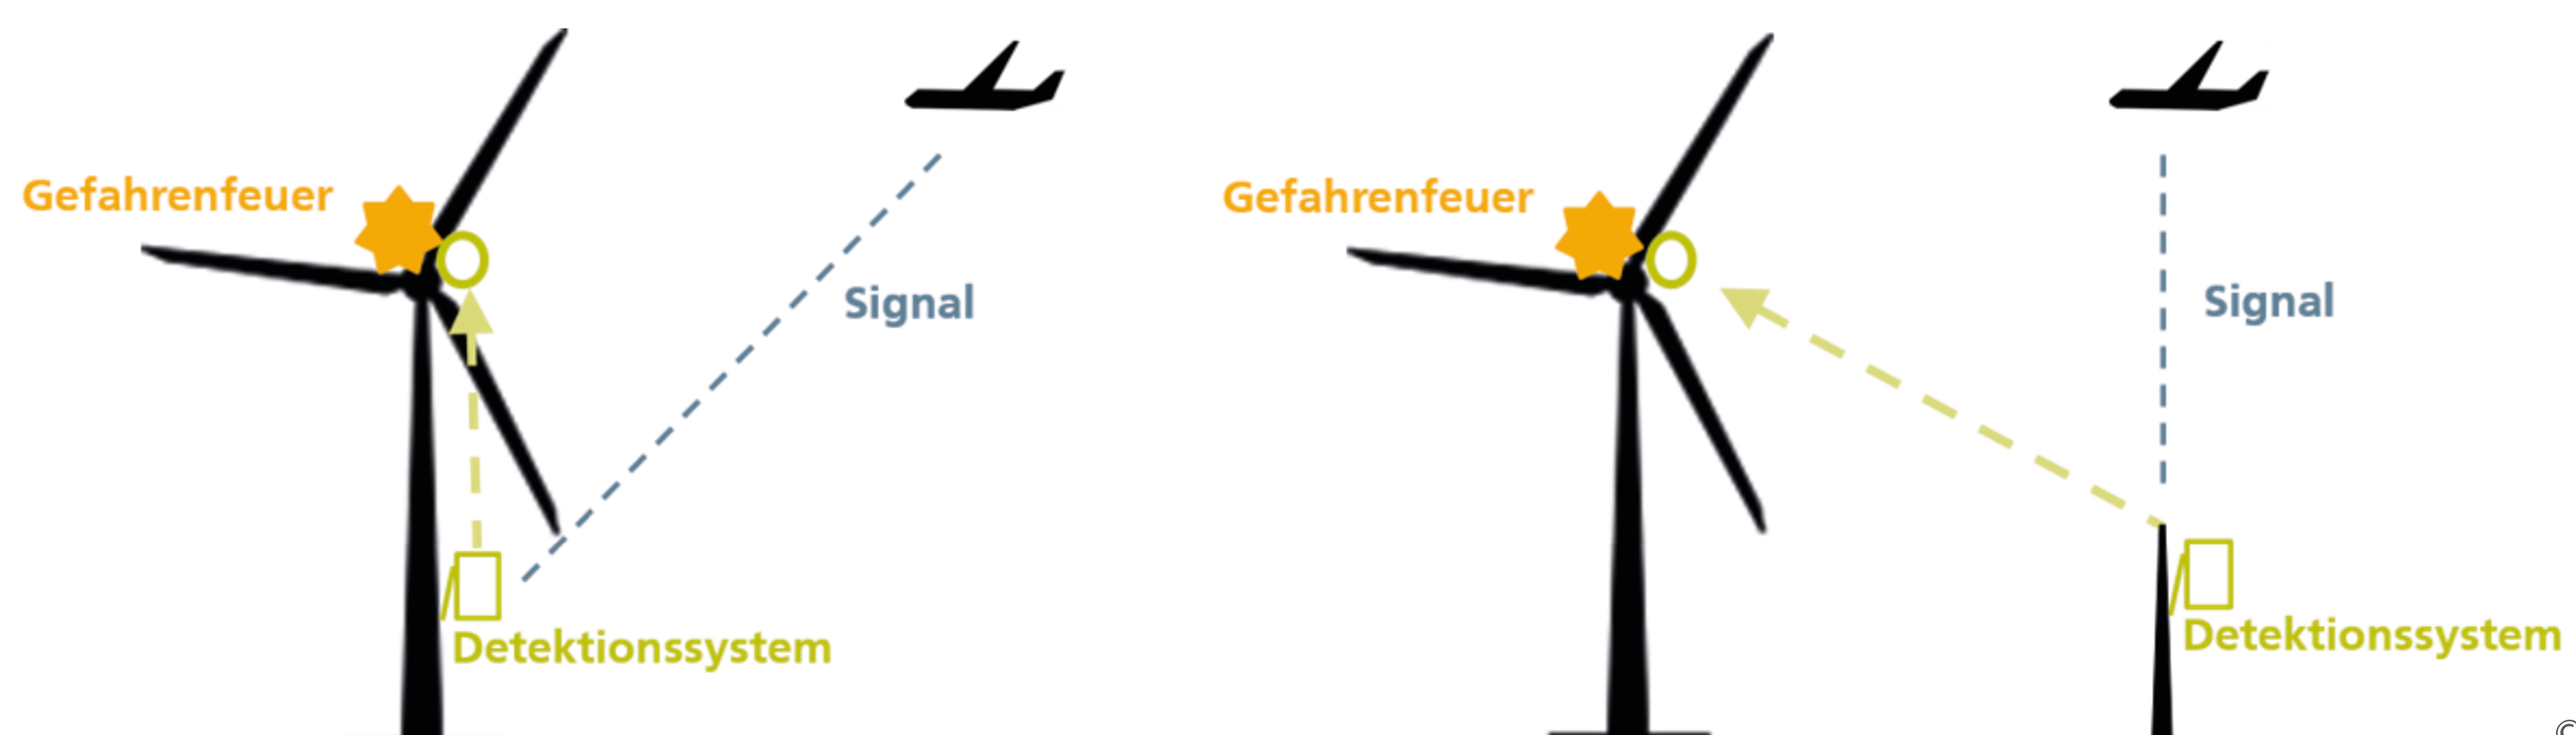 Gefahrenfeuer
Signal
Detektionssystem
Gefahrenfeuer
Signal
Detektionssystem
©